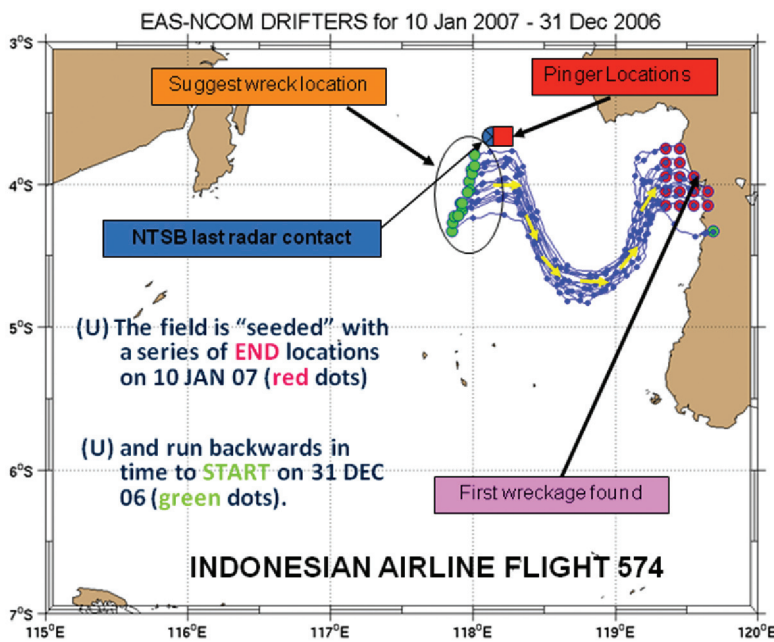 EAS-NCOM DRIFTERS for 10 Jan 2007 - 31 Dec 2006
3°S
Suggest wreck location
Pinger Locations
4°S
NTSB last radar contact
5°S
(U) The field is “seeded” with
a series of END locations
on 10 JAN 07 (red dots)
(U) and run backwards in
time to START on 31 DEC
06 (green dots).
6°S
First wreckage found
INDONESIAN AIRLINE FLIGHT 574
7°S
115°E 116°E 117°E 118°E 119°E 120°E